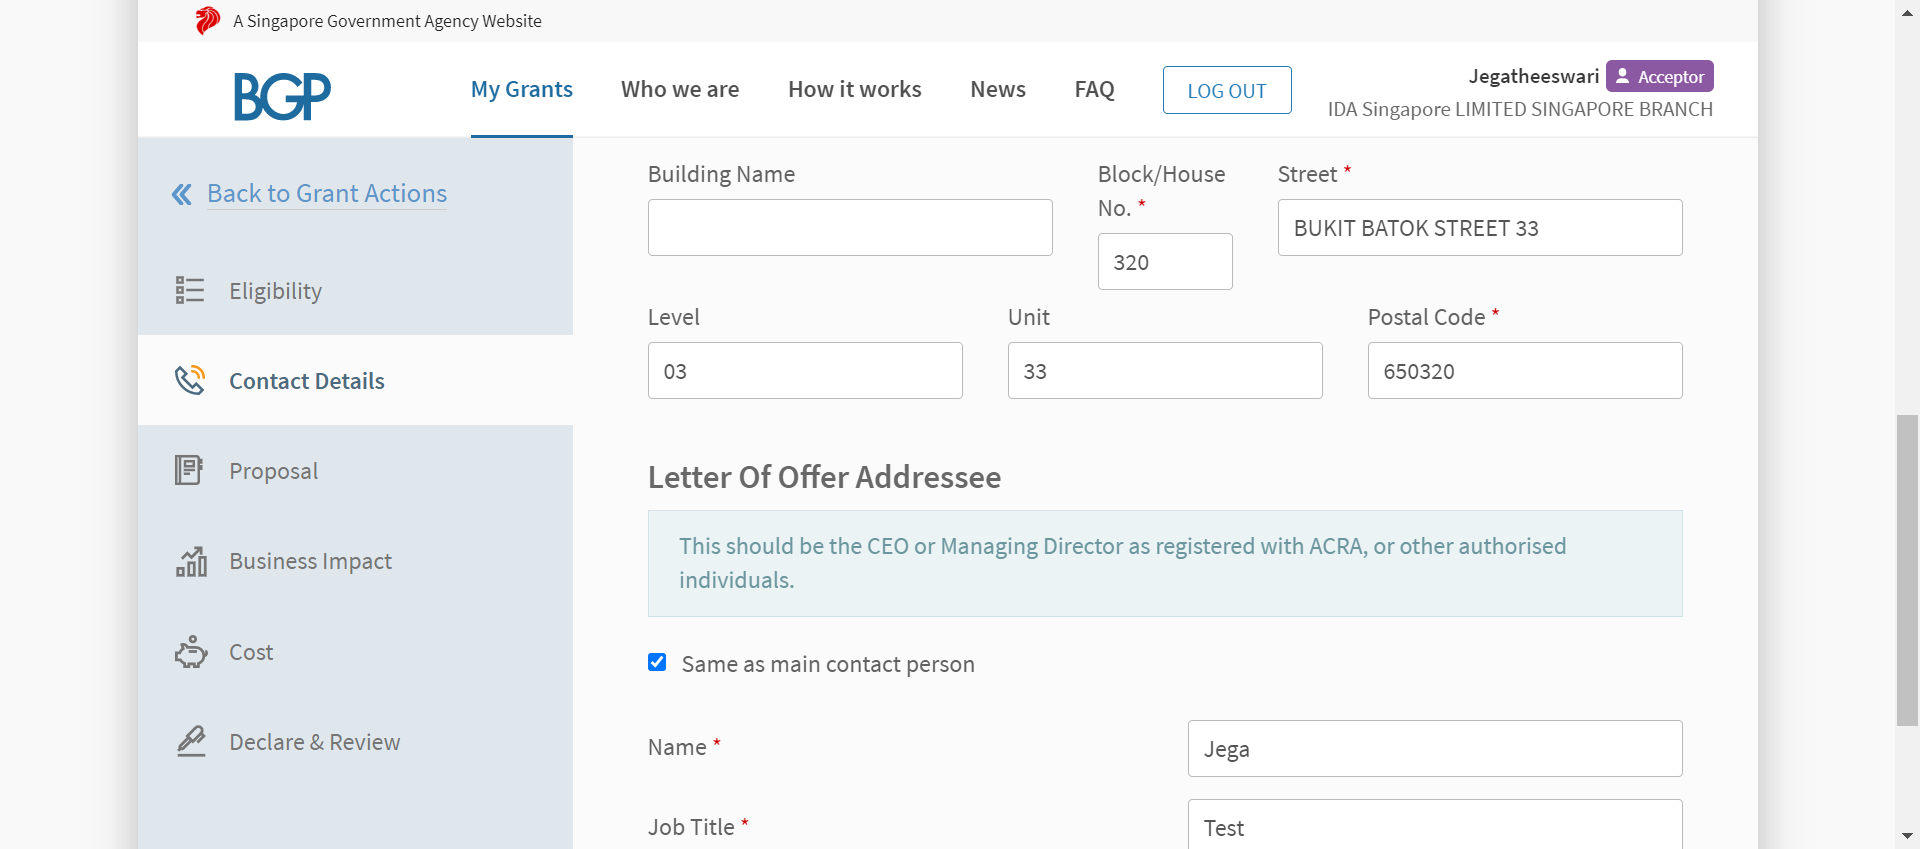 A Singapore Government Agency Website
BGP
My Grants
Who we are
How it works
News
FAQ
LOG OUT
Jegatheeswari Acceptor
IDA Singapore LIMITED SINGAPORE BRANCH
Back to Grant Actions
Eligibility
Contact Details
Proposal
Business Impact
Cost
Declare & Review
Building Name
Block/House
No. *
320
Street *
BUKIT BATOK STREET 33
Level
03
Unit
33
Postal Code *
650320
Letter Of Offer Addressee
This should be the CEO or Managing Director as registered with ACRA, or other authorised
individuals.
Same as main contact person
Name *
Jega
Job Title *
Test